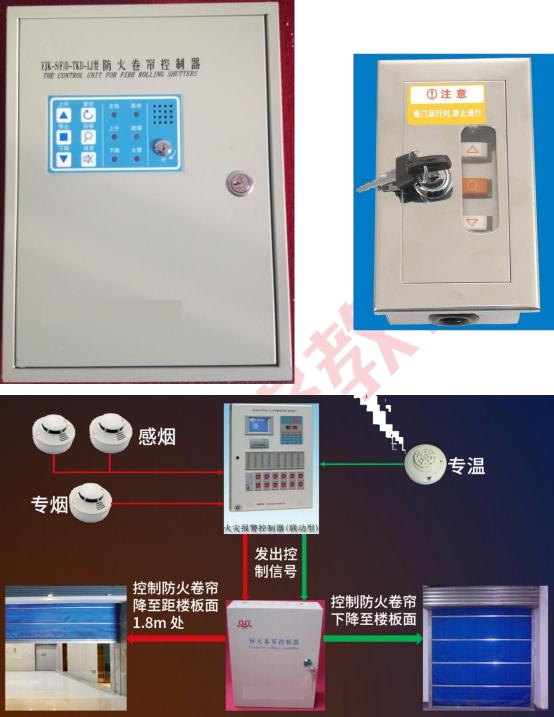 FJK-SFD-TKD-LJ型 防火卷帘控制器
THE CONTROL UNIT FOR FIRE ROLLING SHUTTERS
上升
复位
主电
备电
停止
自检
上升
故障
下降
消音
下降
火警
注意
卷门运行时,禁止通行
教
感烟
专烟
专温
火灾报警控制器(联动型)
发出控
制信号
控制防火卷帘
降至距楼板面
1.8m 处
控制防火卷帘
下降至楼板面
防火卷帘控制器